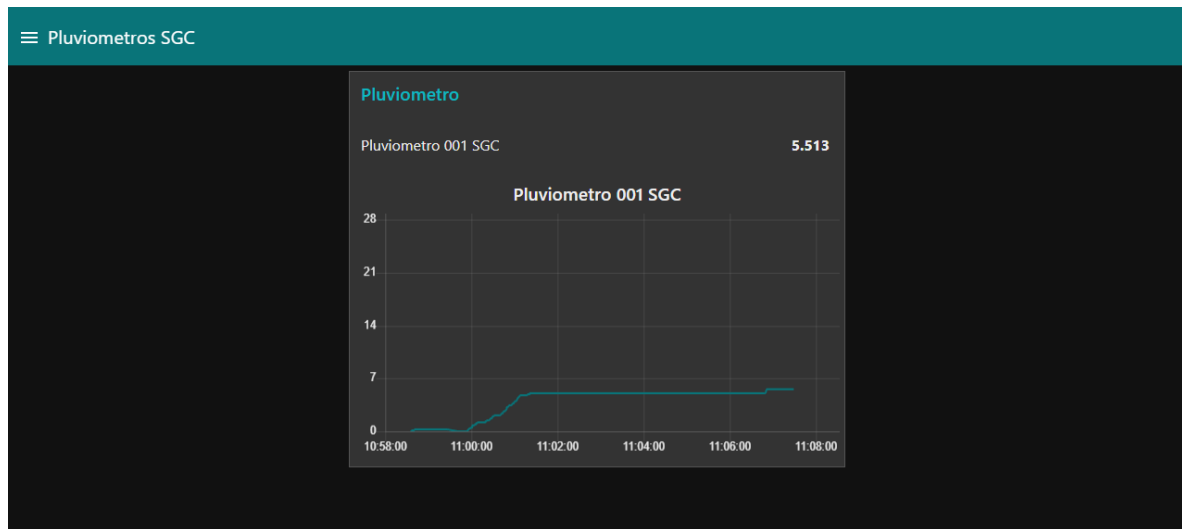 Pluviometros SGC
Pluviometro
Pluviometro 001 SGC 5.513
Pluviometro 001 SGC
28
21
14
7
0
10:58:00 11:00:00 11:02:00 11:04:00 11:06:00 11:08:00